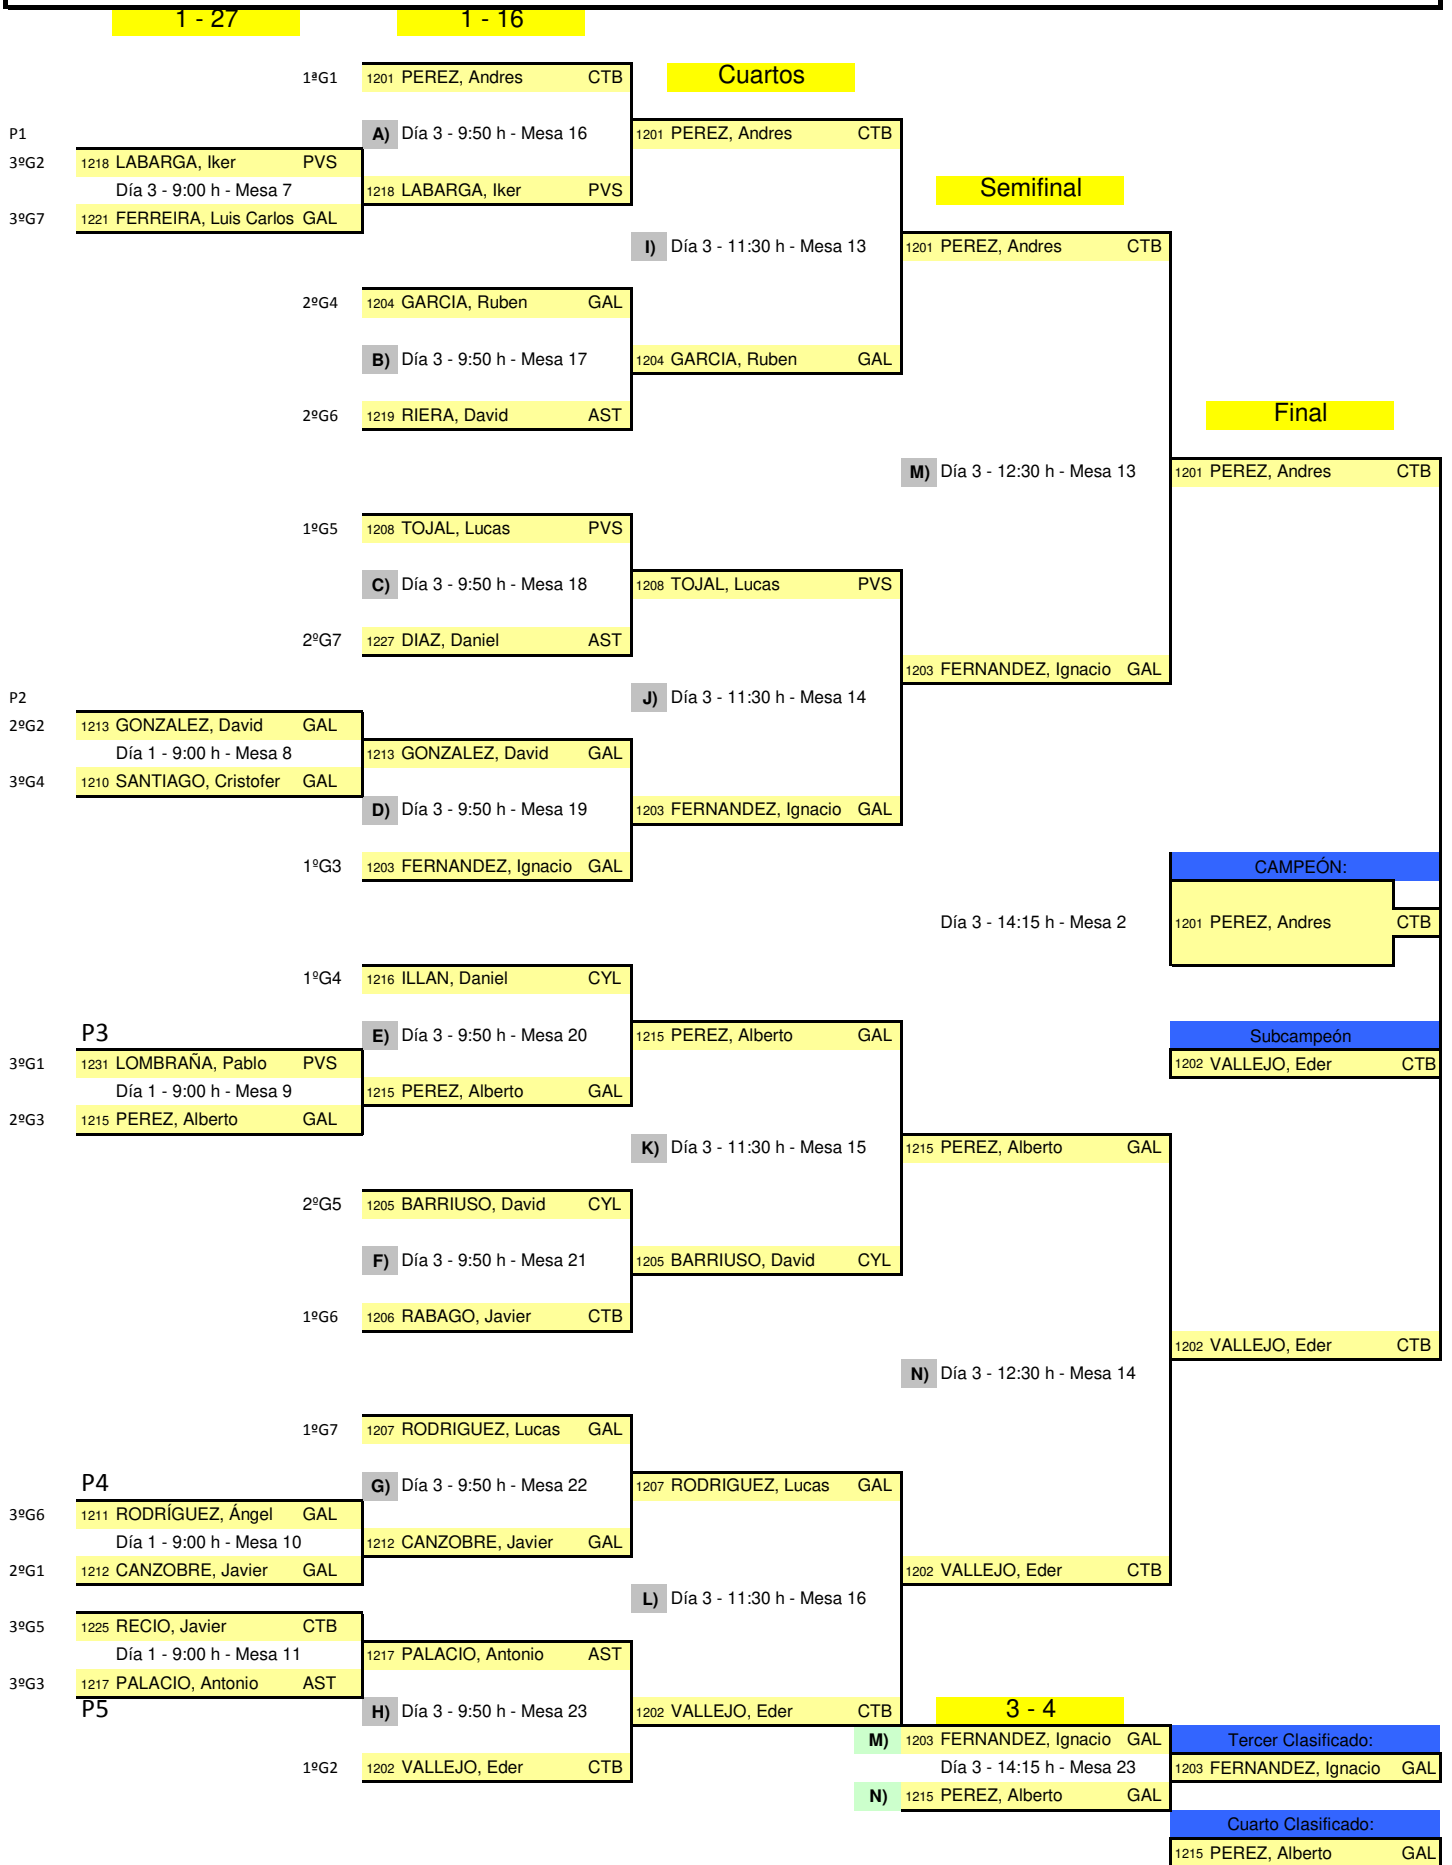 1 - 27 1 - 16
1ªG1 1201 PEREZ, Andres CTB Cuartos
P1 A) Día 3 - 9:50 h - Mesa 16 1201 PEREZ, Andres CTB
3ºG2 1218 LABARGA, Iker PVS
Día 3 - 9:00 h - Mesa 7 1218 LABARGA, Iker PVS Semifinal
3ºG7 1221 FERREIRA, Luis Carlos GAL
I) Día 3 - 11:30 h - Mesa 13 1201 PEREZ, Andres CTB
2ºG4 1204 GARCIA, Ruben GAL
B) Día 3 - 9:50 h - Mesa 17 1204 GARCIA, Ruben GAL
2ºG6 1219 RIERA, David AST Final
M) Día 3 - 12:30 h - Mesa 13 1201 PEREZ, Andres CTB
1ºG5 1208 TOJAL, Lucas PVS
C) Día 3 - 9:50 h - Mesa 18 1208 TOJAL, Lucas PVS
2ºG7 1227 DIAZ, Daniel AST
1203 FERNANDEZ, Ignacio GAL
P2 J) Día 3 - 11:30 h - Mesa 14
2ºG2 1213 GONZALEZ, David GAL
Día 1 - 9:00 h - Mesa 8 1213 GONZALEZ, David GAL
3ºG4 1210 SANTIAGO, Cristofer GAL
D) Día 3 - 9:50 h - Mesa 19 1203 FERNANDEZ, Ignacio GAL
1ºG3 1203 FERNANDEZ, Ignacio GAL CAMPEÓN:
Día 3 - 14:15 h - Mesa 2 1201 PEREZ, Andres CTB
1ºG4 1216 ILLAN, Daniel CYL
P3 E) Día 3 - 9:50 h - Mesa 20 1215 PEREZ, Alberto GAL Subcampeón
3ºG1 1231 LOMBRAÑA, Pablo PVS 1202 VALLEJO, Eder CTB
Día 1 - 9:00 h - Mesa 9 1215 PEREZ, Alberto GAL
2ºG3 1215 PEREZ, Alberto GAL
K) Día 3 - 11:30 h - Mesa 15 1215 PEREZ, Alberto GAL
2ºG5 1205 BARRIUSO, David CYL
F) Día 3 - 9:50 h - Mesa 21 1205 BARRIUSO, David CYL
1ºG6 1206 RABAGO, Javier CTB
1202 VALLEJO, Eder CTB
N) Día 3 - 12:30 h - Mesa 14
1ºG7 1207 RODRIGUEZ, Lucas GAL
P4 G) Día 3 - 9:50 h - Mesa 22 1207 RODRIGUEZ, Lucas GAL
3ºG6 1211 RODRÍGUEZ, Ángel GAL
Día 1 - 9:00 h - Mesa 10 1212 CANZOBRE, Javier GAL
2ºG1 1212 CANZOBRE, Javier GAL 1202 VALLEJO, Eder CTB
L) Día 3 - 11:30 h - Mesa 16
3ºG5 1225 RECIO, Javier CTB
Día 1 - 9:00 h - Mesa 11 1217 PALACIO, Antonio AST
3ºG3 1217 PALACIO, Antonio AST
P5 H) Día 3 - 9:50 h - Mesa 23 1202 VALLEJO, Eder CTB 3 - 4
M) 1203 FERNANDEZ, Ignacio GAL Tercer Clasificado:
1ºG2 1202 VALLEJO, Eder CTB Día 3 - 14:15 h - Mesa 23 1203 FERNANDEZ, Ignacio GAL
N) 1215 PEREZ, Alberto GAL
Cuarto Clasificado:
1215 PEREZ, Alberto GAL